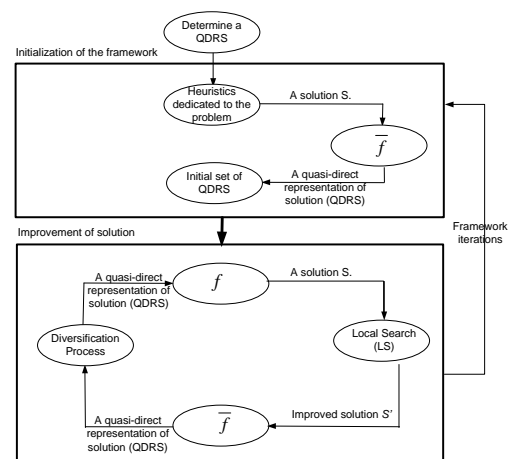 Determine a
QDRS
Initialization of the framework
Heuristics
dedicated to the
problem
A solution S.
f̅
A quasi-direct
representation of
solution (QDRS)
Initial set of
QDRS
Framework
iterations
Improvement of solution
A quasi-direct
representation of
solution (QDRS)
f
A solution S.
Local Search
(LS)
Diversification
Process
Improved solution S'
f̅
A quasi-direct
representation of
solution (QDRS)